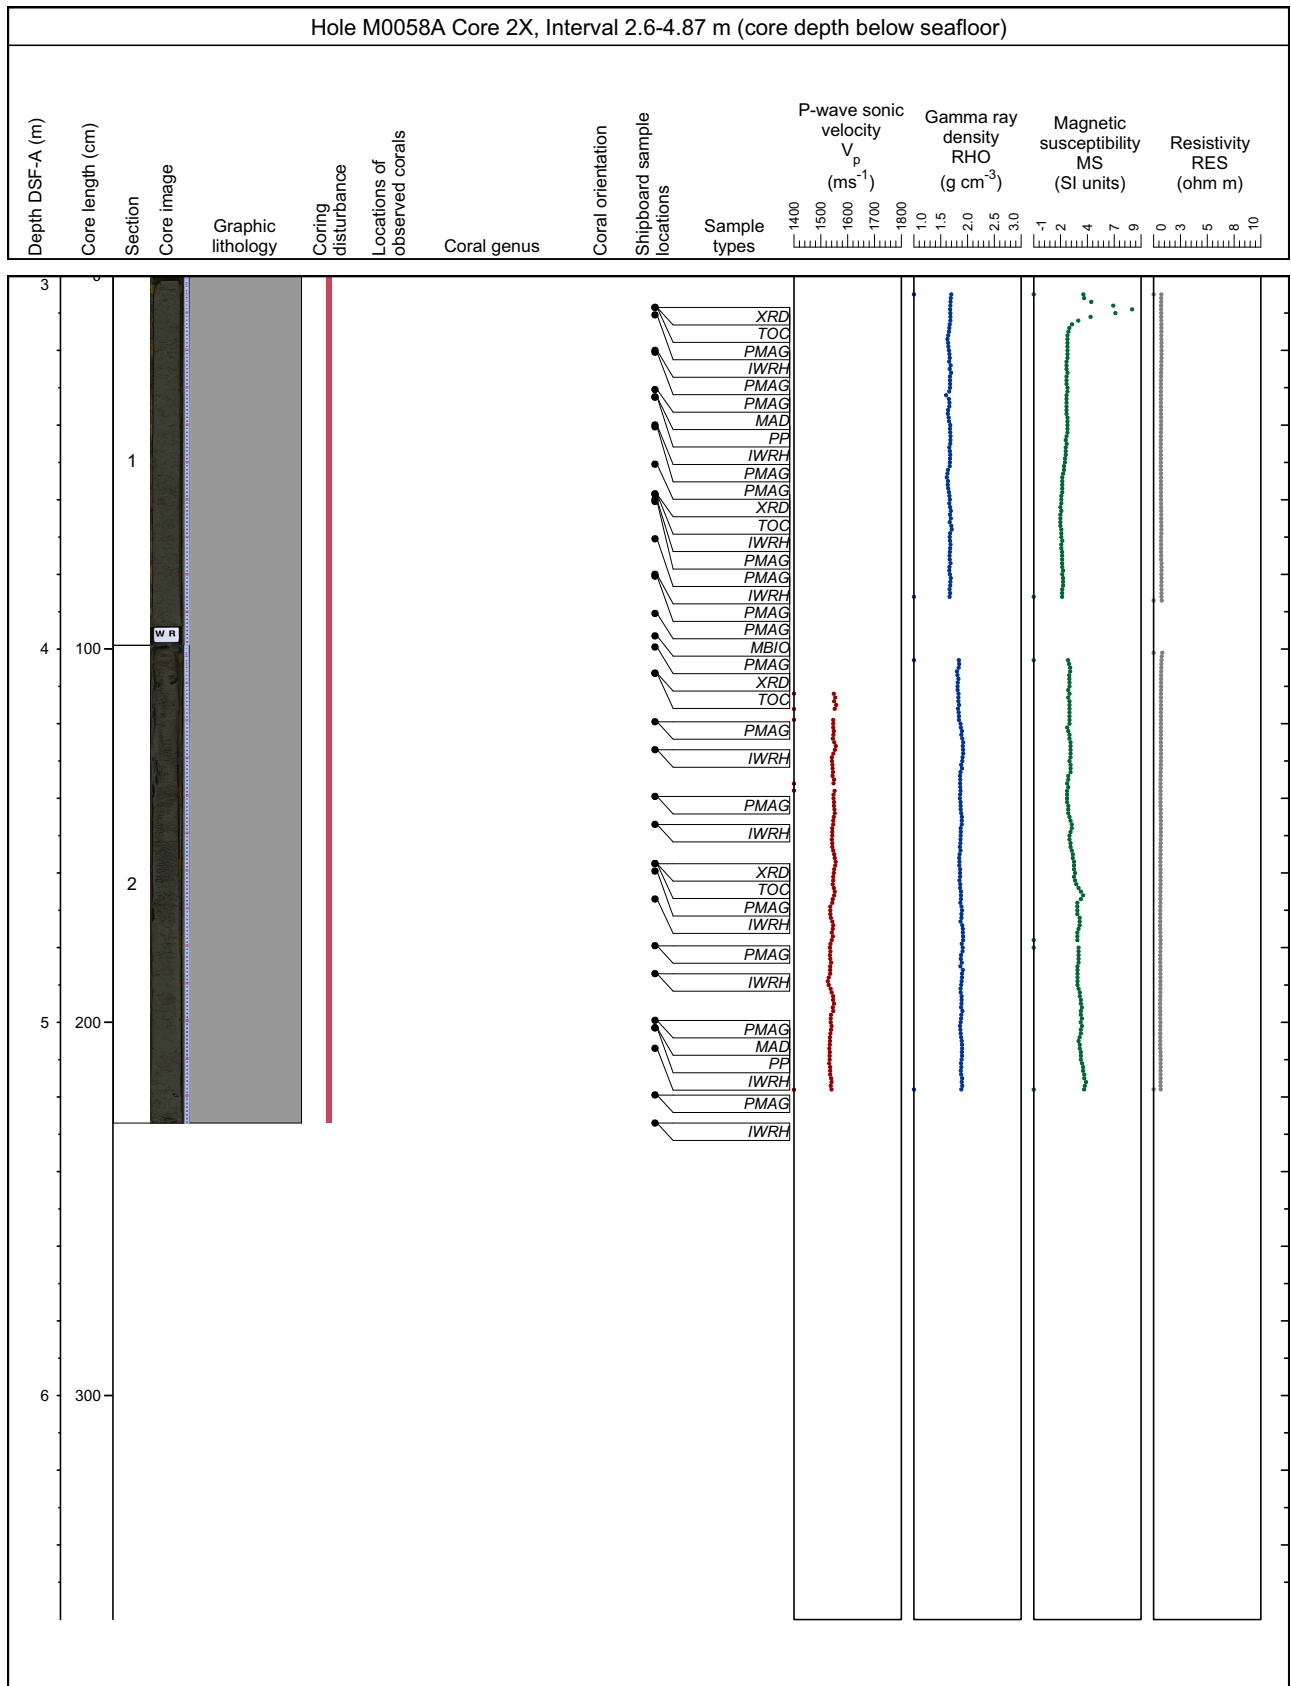 Hole M0058A Core 2X, Interval 2.6-4.87 m (core depth below seafloor)
Depth DSF-A (m)
Core length (cm)
Section
Core image
Graphic
lithology
Coring
disturbance
Locations of
observed corals
Coral genus
Coral orientation
Shipboard sample
locations
Sample
types
P-wave sonic
velocity
Vp
(ms-1)
Gamma ray
density
RHO
(g cm-3)
Magnetic
susceptibility
MS
(SI units)
Resistivity
RES
(ohm m)
1400 1500 1600 1700 1800
1.0 1.5 2.0 2.5 3.0
-1 2 4 7 9
0 3 5 8 10
3 0
XRD
TOC
PMAG
IWRH
PMAG
PMAG
MAD
PP
IWRH
1
PMAG
PMAG
XRD
TOC
IWRH
PMAG
PMAG
IWRH
PMAG
PMAG
W R
4 100
MBIO
PMAG
XRD
TOC
PMAG
IWRH
PMAG
IWRH
XRD
2
TOC
PMAG
IWRH
PMAG
IWRH
5 200
PMAG
MAD
PP
IWRH
PMAG
IWRH
6 300